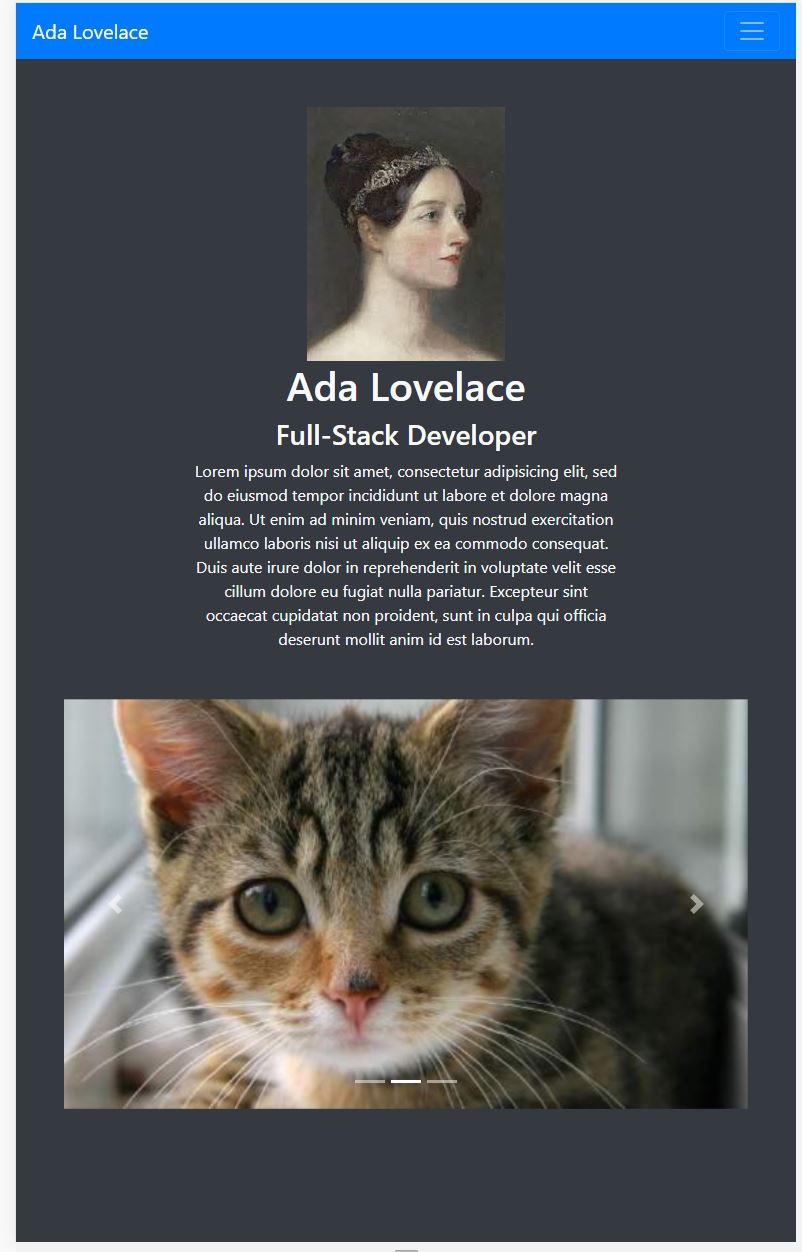 Ada Lovelace
Ada Lovelace
Full-Stack Developer
Lorem ipsum dolor sit amet, consectetur adipisicing elit, sed
do eiusmod tempor incididunt ut labore et dolore magna
aliqua. Ut enim ad minim veniam, quis nostrud exercitation
ullamco laboris nisi ut aliquip ex ea commodo consequat.
Duis aute irure dolor in reprehenderit in voluptate velit esse
cillum dolore eu fugiat nulla pariatur. Excepteur sint
occaecat cupidatat non proident, sunt in culpa qui officia
deserunt mollit anim id est laborum.